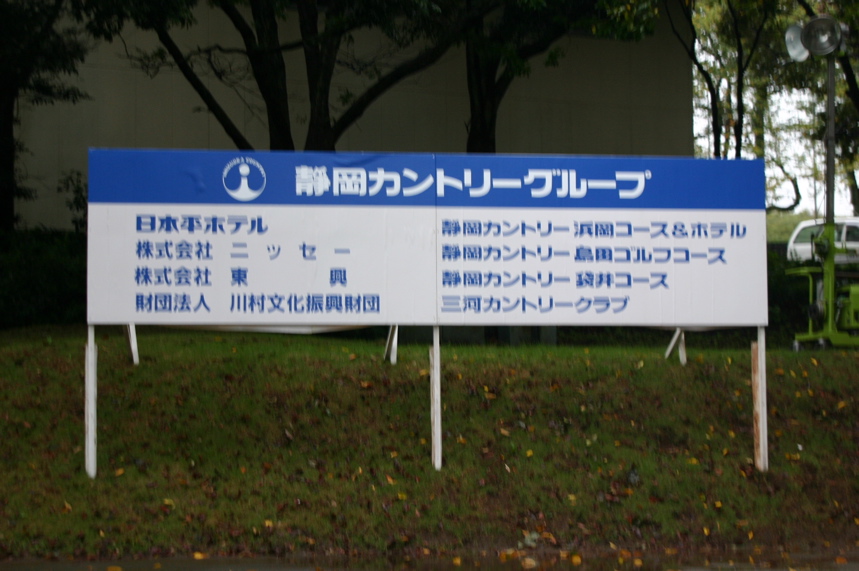 静岡カントリーグループ
日本平ホテル
株式会社 ニッセー
株式会社 東興
財団法人 川村文化振興財団
静岡カントリー浜岡コース&ホテル
静岡カントリー島田ゴルフコース
静岡カントリー袋井コース
三河カントリークラブ